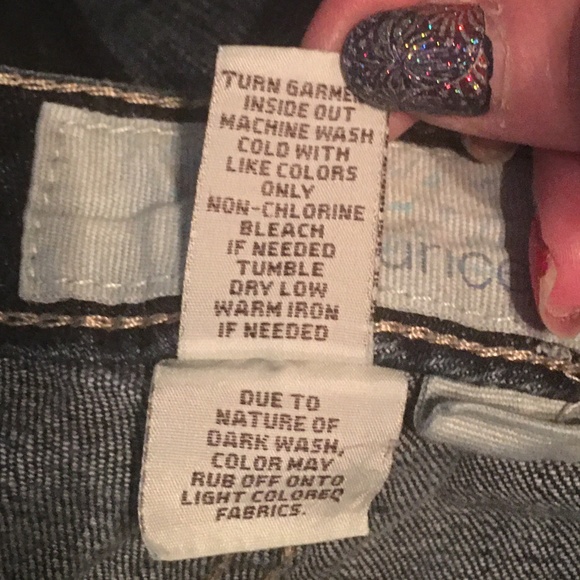 TURN GARMENT
INSIDE OUT
MACHINE WASH
COLD WITH
LIKE COLORS
ONLY
NON-CHLORINE
BLEACH
IF NEEDED
TUMBLE
DRY LOW
WARM IRON
IF NEEDED
DUE TO
NATURE OF
DARK WASH,
COLOR MAY
RUB OFF ONTO
LIGHT COLORED
FABRICS.